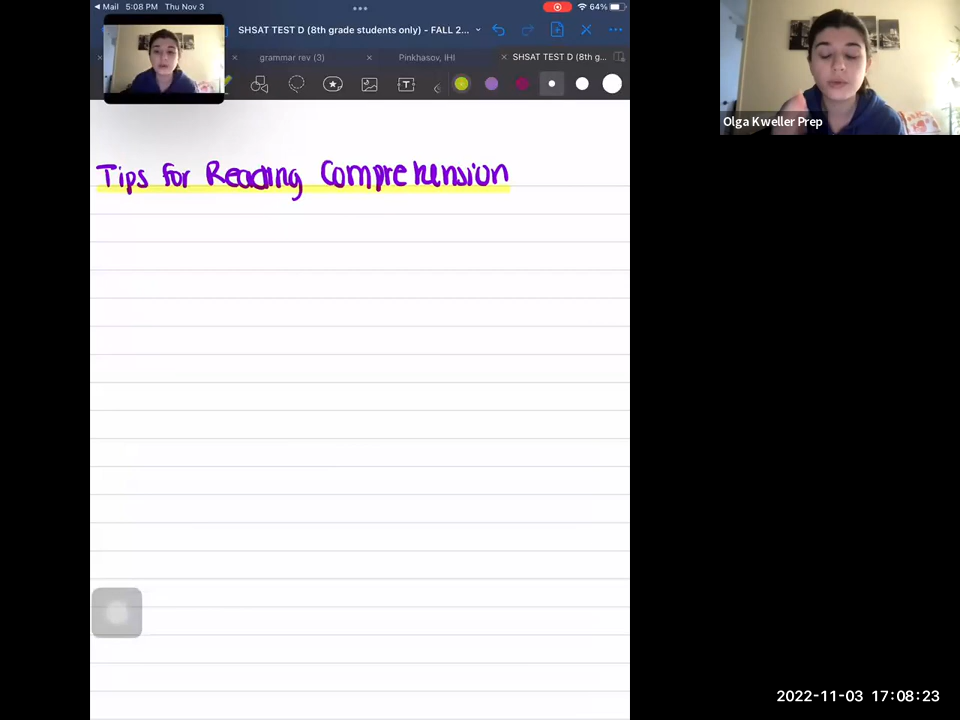 Mail 5:08 PM Thu Nov 3 64%
SHSAT TEST D (8th grade students only) - FALL 2...
grammar rev (3) Pinkhasov, IHI SHSAT TEST D (8th g...
T
Tips for Reading Comprehension
Olga Kweller Prep
2022-11-03 17:08:23